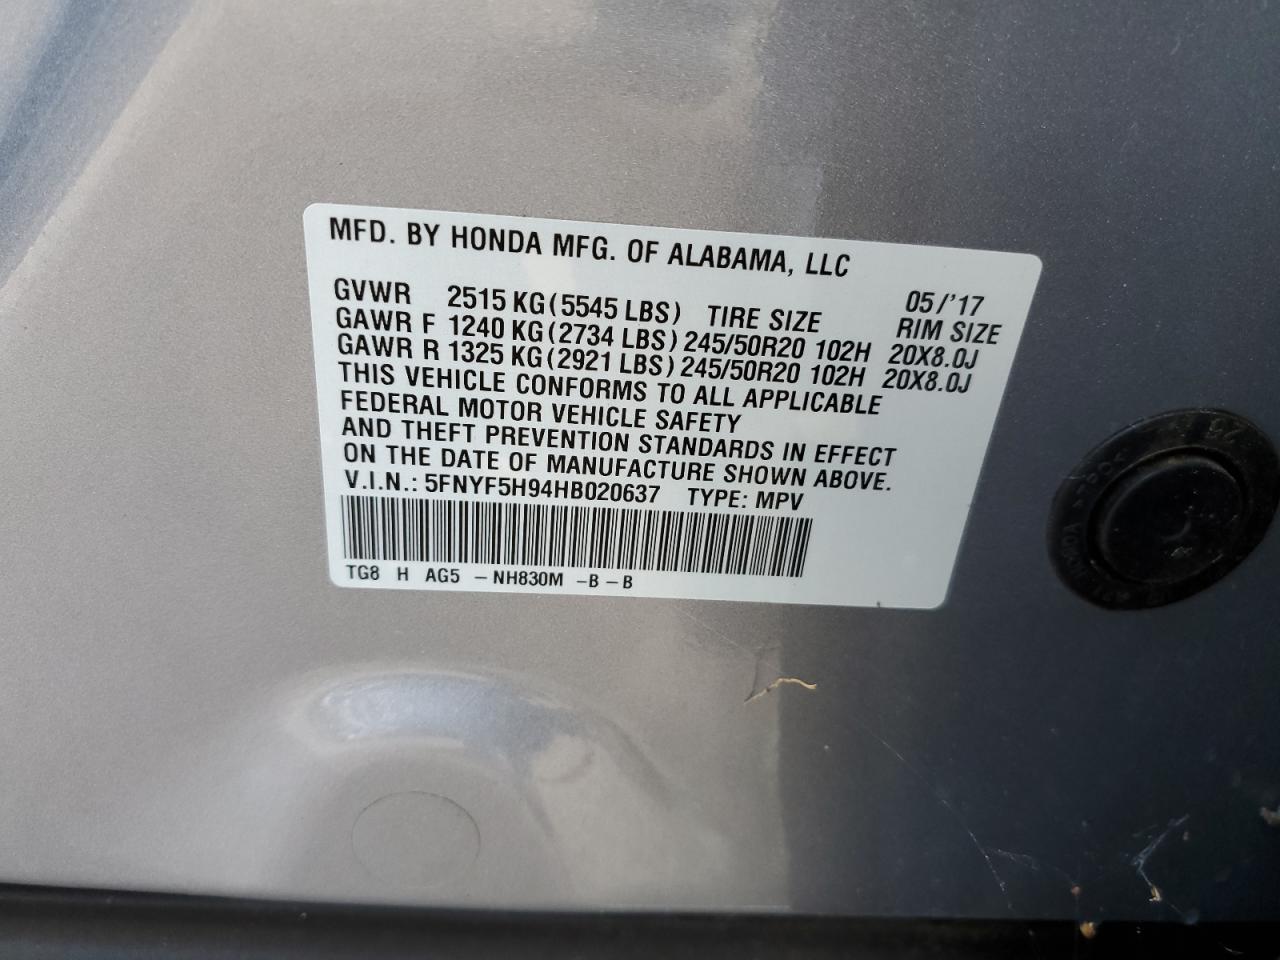 MFD. BY HONDA MFG. OF ALABAMA, LLC
05/'17
GVWR 2515 KG(5545 LBS) TIRE SIZE RIM SIZE
GAWR F 1240 KG(2734 LBS) 245/50R20 102H 20X8.0J
GAWR R 1325 KG(2921 LBS) 245/50R20 102H 20X8.0J
THIS VEHICLE CONFORMS TO ALL APPLICABLE
FEDERAL MOTOR VEHICLE SAFETY
AND THEFT PREVENTION STANDARDS IN EFFECT
ON THE DATE OF MANUFACTURE SHOWN ABOVE.
V.I.N.: 5FNYF5H94HB020637 TYPE: MPV
TG8 H AG5 -NH830M -B-B